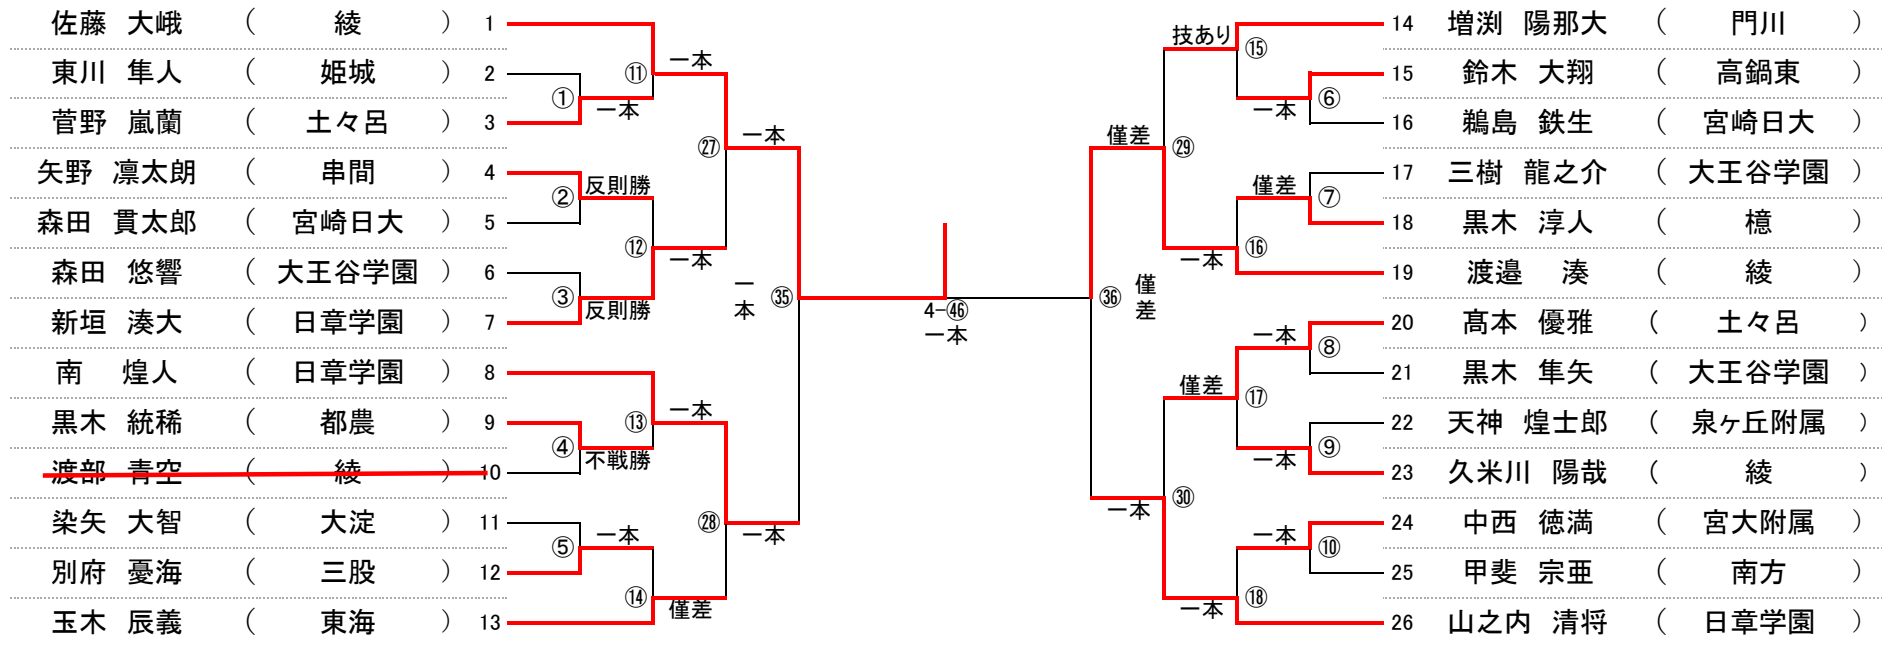 佐藤 大峨 （ 綾 ） 1
東川 隼人 （ 姫城 ） 2
菅野 嵐蘭 （ 土々呂 ） 3
矢野 凛太朗 （ 串間 ） 4
森田 貫太郎 （ 宮崎日大 ） 5
森田 悠響 （ 大王谷学園 ） 6
新垣 湊大 （ 日章学園 ） 7
南 煌人 （ 日章学園 ） 8
黒木 統稀 （ 都農 ） 9
渡部 青空 （ 綾 ） 10
染矢 大智 （ 大淀 ） 11
別府 憂海 （ 三股 ） 12
玉木 辰義 （ 東海 ） 13
① 一本
② 反則勝
③ 反則勝
④ 不戦勝
⑤ 一本
⑪ 一本
⑫ 一本
⑬ 一本
⑭ 僅差
㉗ 一本
㉘ 一本
㉟ 一本
4-㊻
一本
㊱ 僅差
㉙ 僅差
㉚ 一本
⑮ 技あり
⑯ 一本
⑰ 僅差
⑱ 一本
⑥ 一本
⑦ 僅差
⑧ 一本
⑨ 一本
⑩ 一本
14 増渕 陽那大 （ 門川 ）
15 鈴木 大翔 （ 高鍋東 ）
16 鵜島 鉄生 （ 宮崎日大 ）
17 三樹 龍之介 （ 大王谷学園 ）
18 黒木 淳人 （ 檍 ）
19 渡邉 湊 （ 綾 ）
20 髙本 優雅 （ 土々呂 ）
21 黒木 隼矢 （ 大王谷学園 ）
22 天神 煌士郎 （ 泉ヶ丘附属 ）
23 久米川 陽哉 （ 綾 ）
24 中西 徳満 （ 宮大附属 ）
25 甲斐 宗亜 （ 南方 ）
26 山之内 清将 （ 日章学園 ）